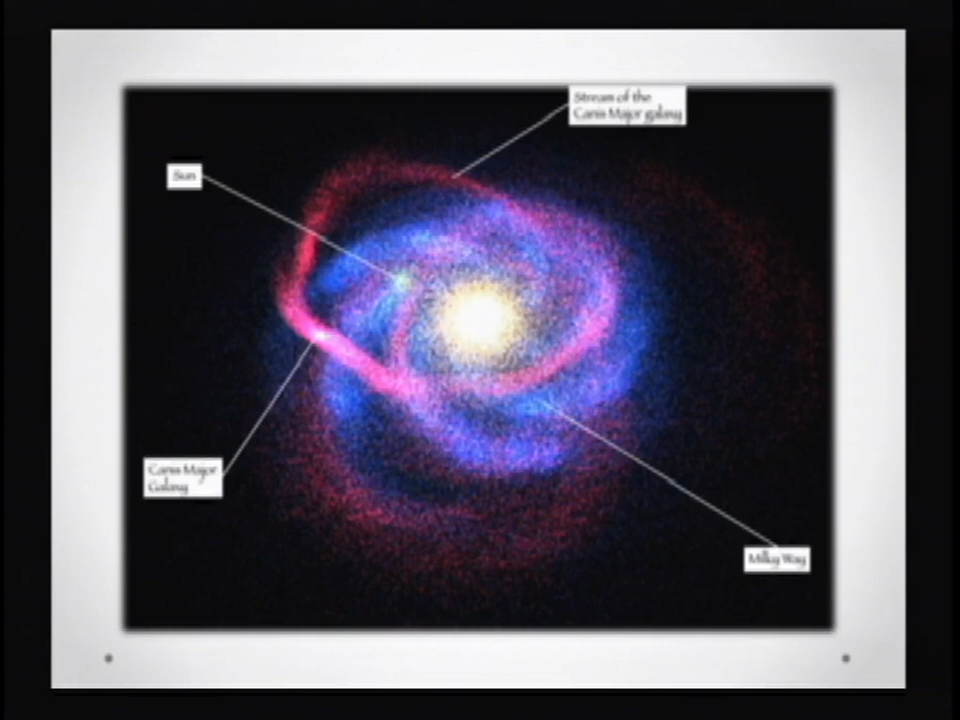 Stream of the
Canis Major galaxy
Sun
Canis Major
Galaxy
Milky Way